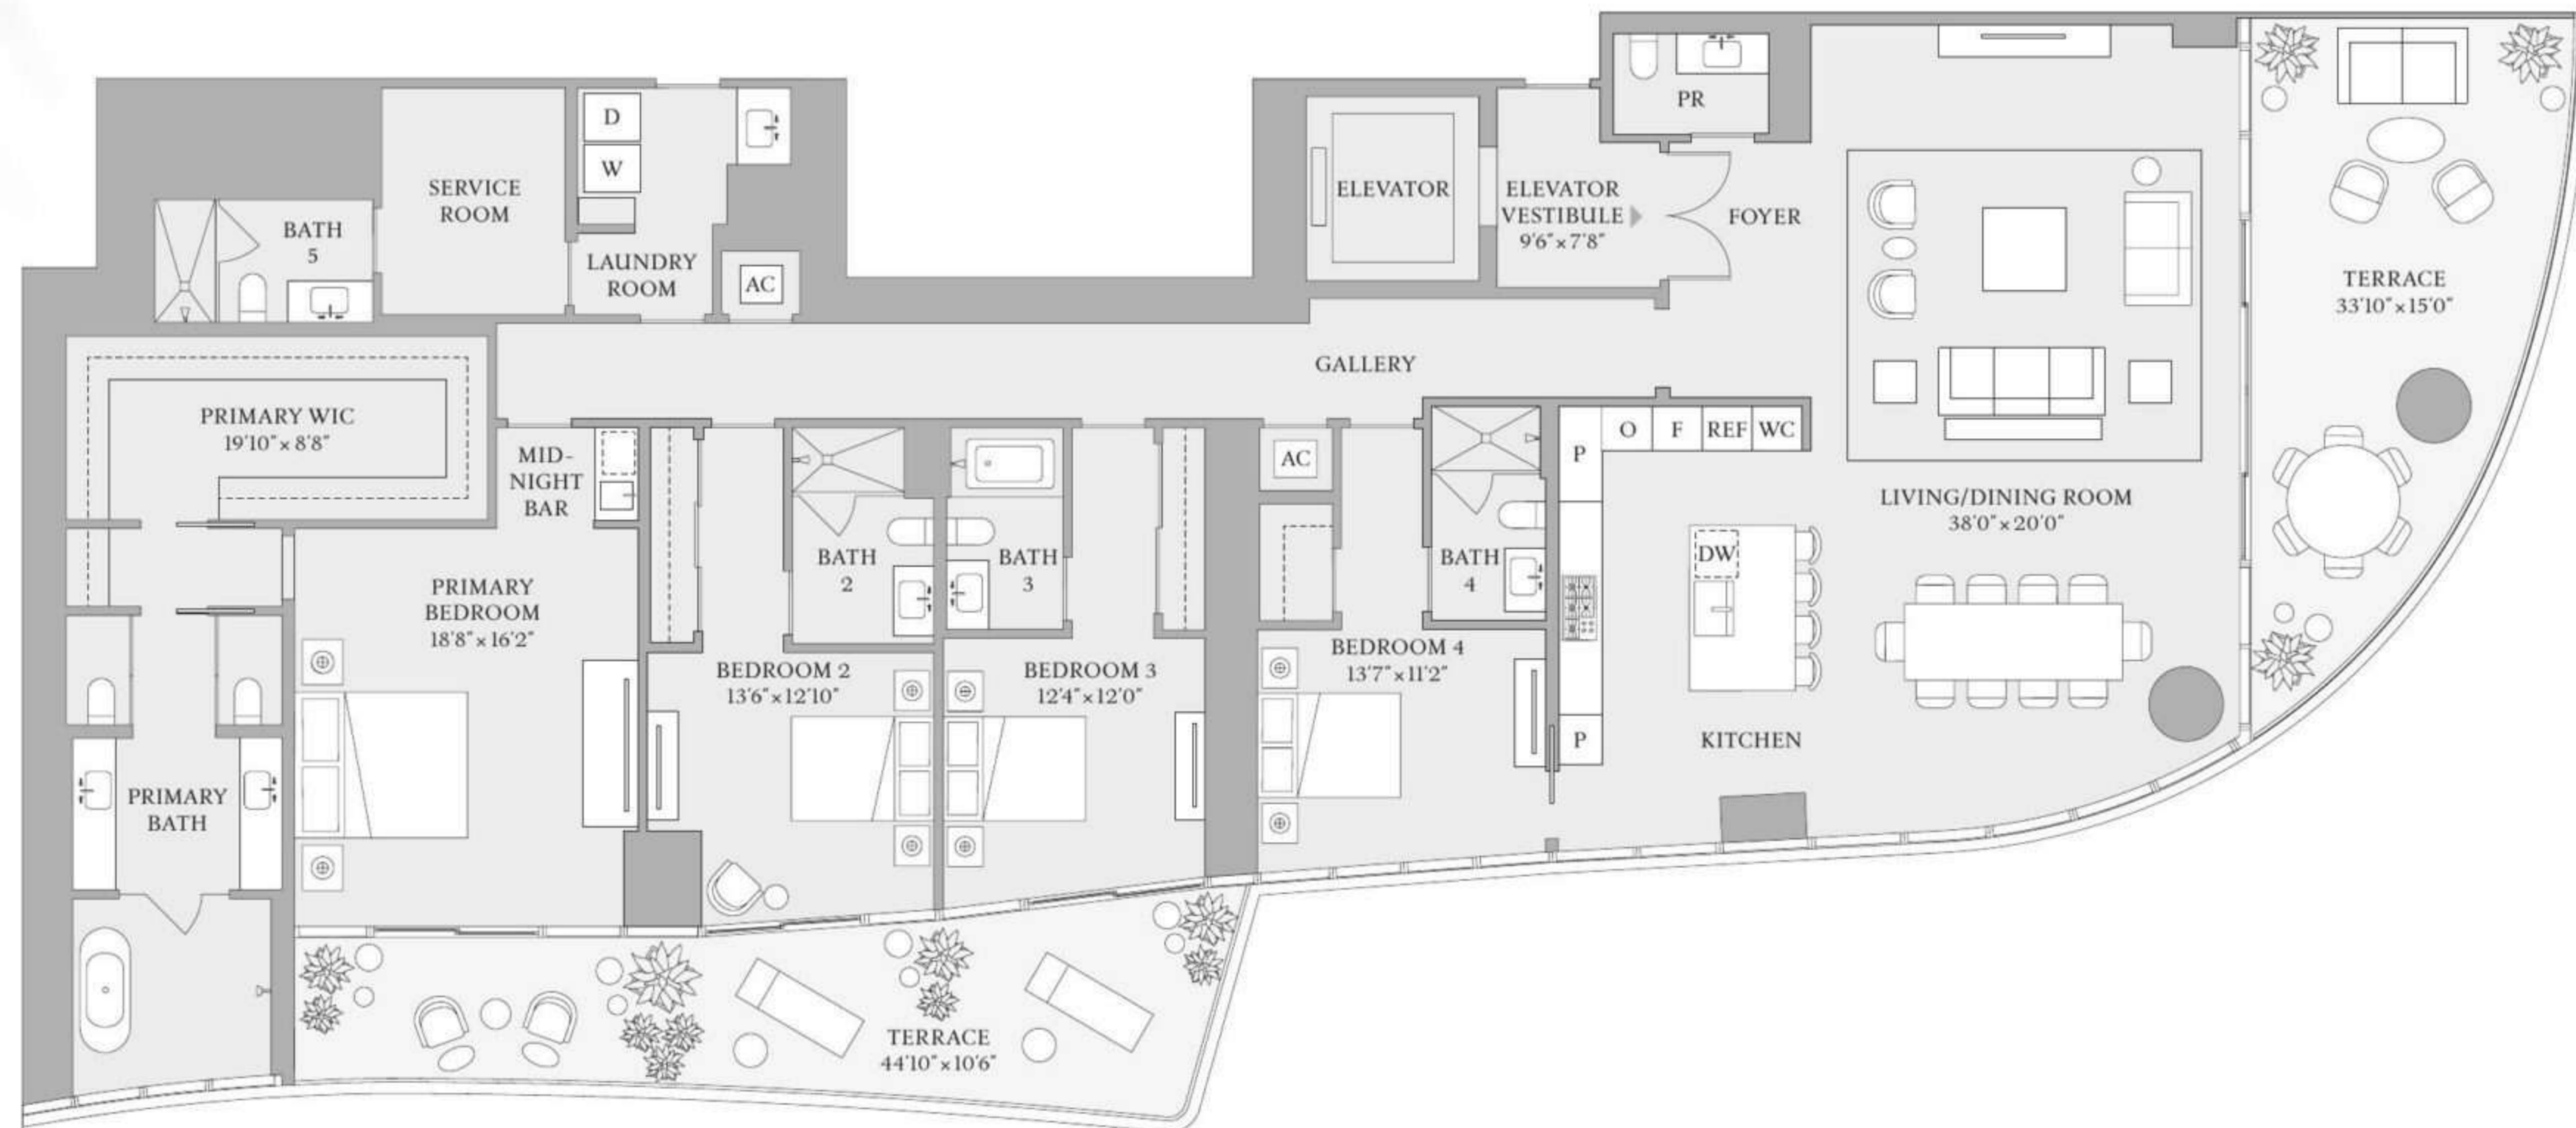 D
W
SERVICE
ROOM
BATH
5
LAUNDRY
ROOM
AC
ELEVATOR
ELEVATOR
VESTIBULE
9'6" × 7'8"
PR
FOYER
TERRACE
33'10" × 15'0"
GALLERY
PRIMARY WIC
19'10" × 8'8"
MID-
NIGHT
BAR
AC
P
O
F
REF
WC
LIVING/DINING ROOM
38'0" × 20'0"
PRIMARY
BEDROOM
18'8" × 16'2"
BATH
2
BATH
3
BATH
4
DW
BEDROOM 2
13'6" × 12'10"
BEDROOM 3
12'4" × 12'0"
BEDROOM 4
13'7" × 11'2"
P
KITCHEN
PRIMARY
BATH
TERRACE
44'10" × 10'6"